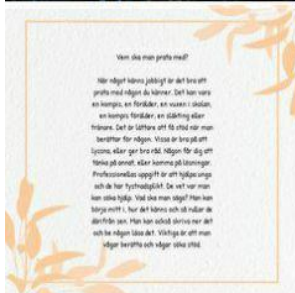 Vem ska man prata med?
När något känns jobbigt är det bra att
prata med någon du känner. Det kan vara
en kompis, en förälder, en vuxen i skolan,
en kompis förälder, en släkting eller
tränare. Det är lättare att få stöd när man
berättar för någon. Vissa är bra på att
lyssna, eller ger bra råd. Någon får dig att
tänka på annat, eller komma på lösningar.
Professionellas uppgift är att hjälpa unga
och de har tystnadsplikt. De vet var man
kan söka hjälp. Vad ska man säga? Man kan
börja mitt i, hur det känns och så rullar de
därifrån sen. Man kan också skriva ner det
och be någon läsa det. Viktiga är att man
vågar berätta och vågar söka stöd.